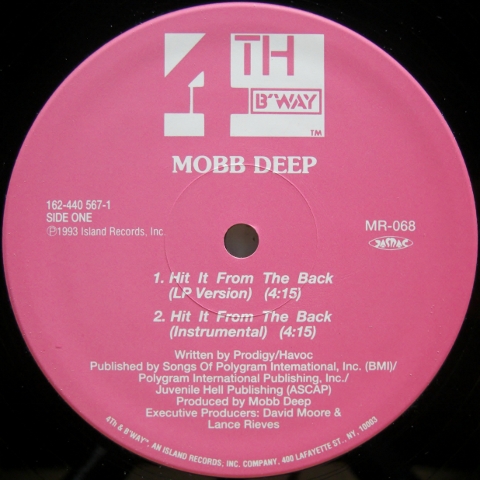 4TH
B'WAY
TM
MOBB DEEP
162-440 567-1
SIDE ONE
℗1993 Island Records, Inc.
MR-068
1. Hit It From The Back
(LP Version) (4:15)
2. Hit It From The Back
(Instrumental) (4:15)
Written by Prodigy/Havoc
Published by Songs Of Polygram International, Inc. (BMI)/
Polygram International Publishing, Inc./
Juvenile Hell Publishing (ASCAP)
Produced by Mobb Deep
Executive Producers: David Moore &
Lance Rieves
4Th & B'WAY™ AN ISLAND RECORDS, INC. COMPANY, 400 LAFAYETTE ST., NY, 10003